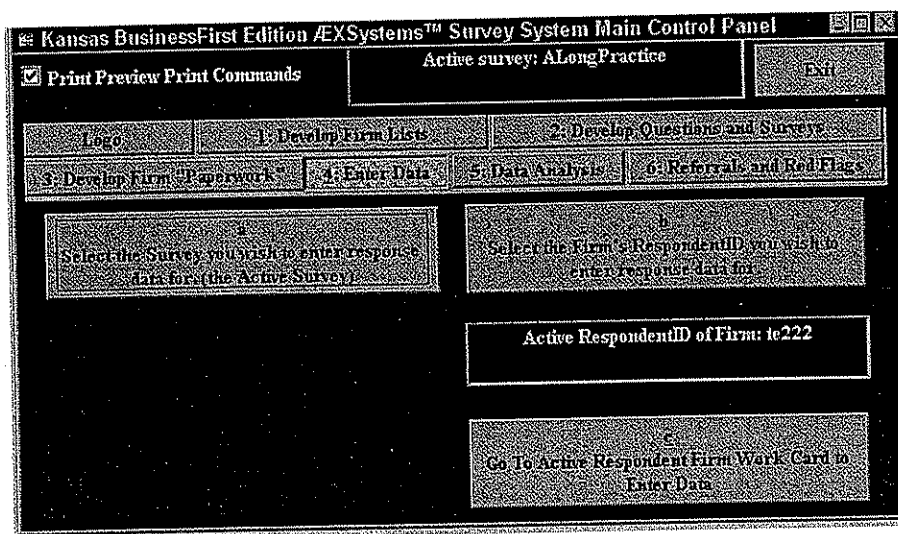 Kansas BusinessFirst Edition ÆXSystems™ Survey System Main Control Panel
Print Preview Print Commands
Active survey: ALongPractice
Exit
Logo
1: Develop Firm Lists
2: Develop Questions and Surveys
3: Develop Firm "Paperwork"
4: Enter Data
5: Data Analysis
6: Referrals and Red Flags
a
Select the Survey you wish to enter response
data for: (the Active Survey)
b
Select the Firm's RespondentID you wish to
enter response data for
Active RespondentID of Firm: ie222
c
Go To Active Respondent Firm Work Card to
Enter Data